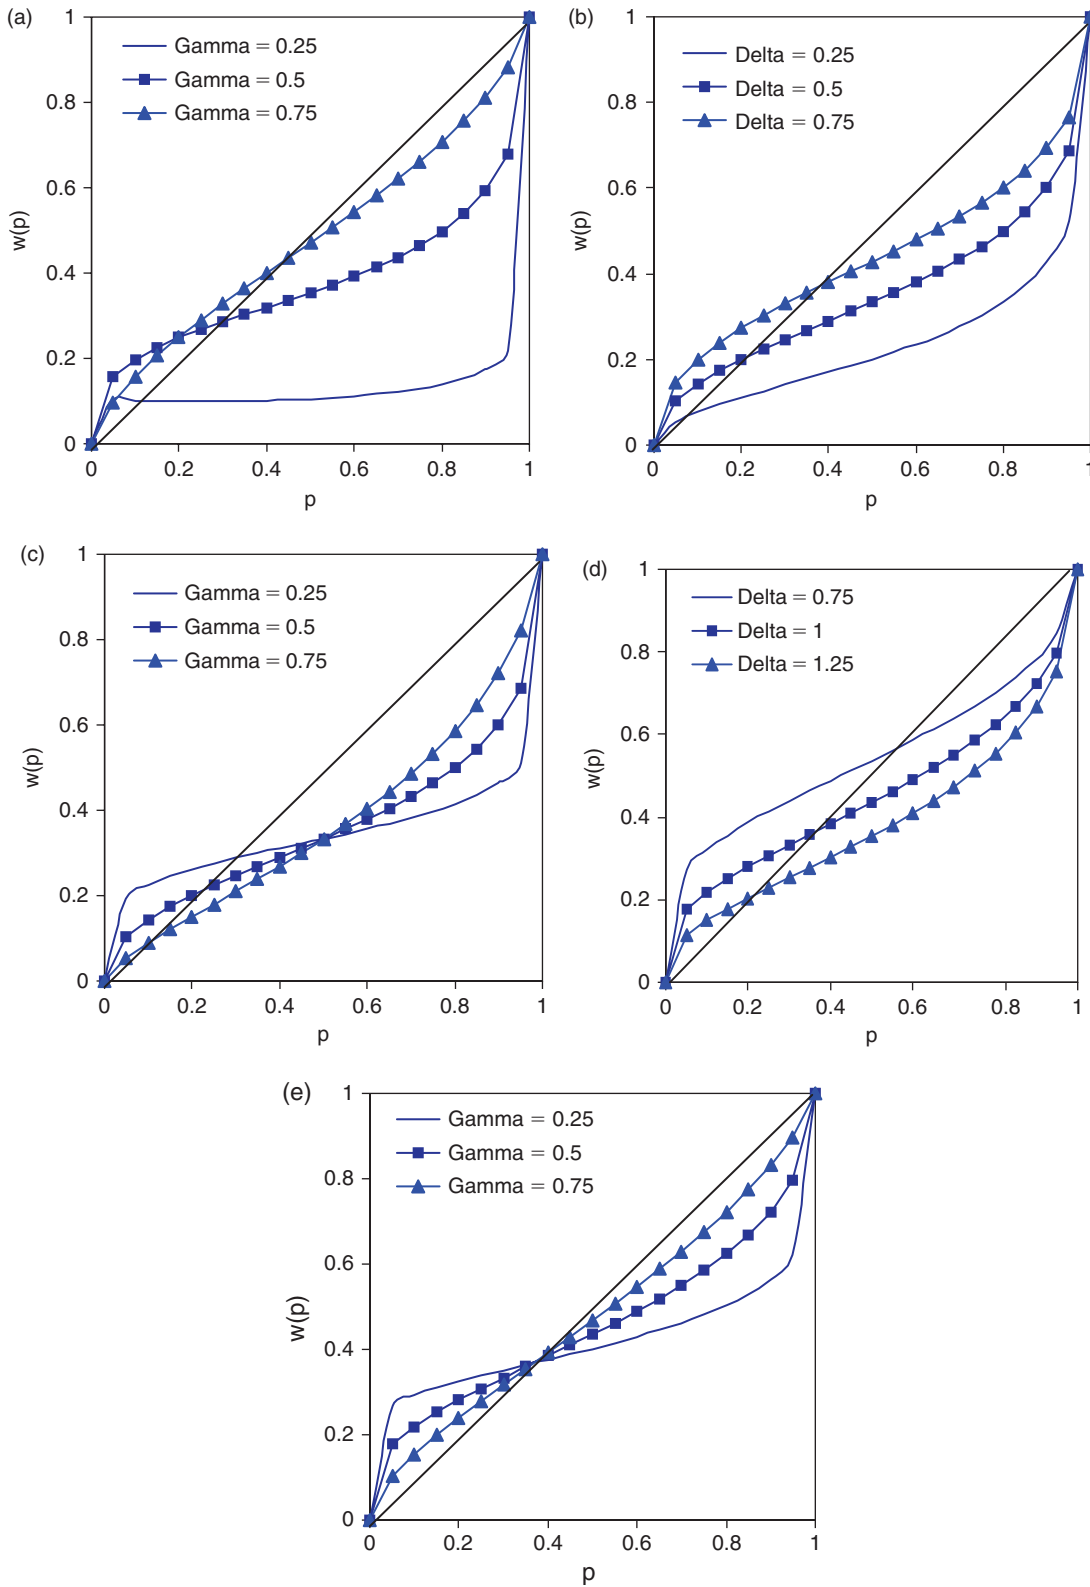 (a)
1
0.8
0.6
0.4
0.2
0
w(p)
Gamma = 0.25
Gamma = 0.5
Gamma = 0.75
0 0.2 0.4 0.6 0.8 1
p
(b)
1
0.8
0.6
0.4
0.2
0
w(p)
Delta = 0.25
Delta = 0.5
Delta = 0.75
0 0.2 0.4 0.6 0.8 1
p
(c)
1
0.8
0.6
0.4
0.2
0
w(p)
Gamma = 0.25
Gamma = 0.5
Gamma = 0.75
0 0.2 0.4 0.6 0.8 1
p
(d)
1
0.8
0.6
0.4
0.2
0
w(p)
Delta = 0.75
Delta = 1
Delta = 1.25
0 0.2 0.4 0.6 0.8 1
p
(e)
1
0.8
0.6
0.4
0.2
0
w(p)
Gamma = 0.25
Gamma = 0.5
Gamma = 0.75
0 0.2 0.4 0.6 0.8 1
p